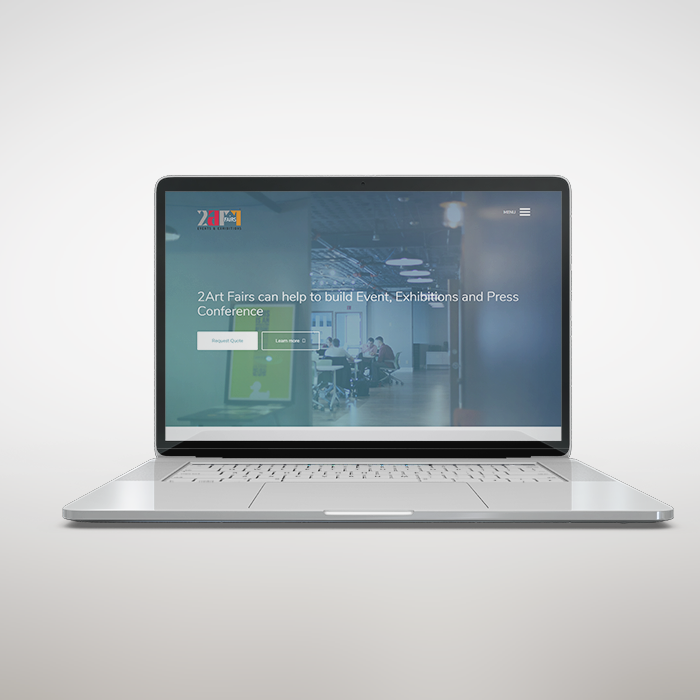 2art FAIRS
EVENTS & EXHIBITIONS
MENU
2Art Fairs can help to build Event, Exhibitions and Press
Conference
Request Quote
Learn more